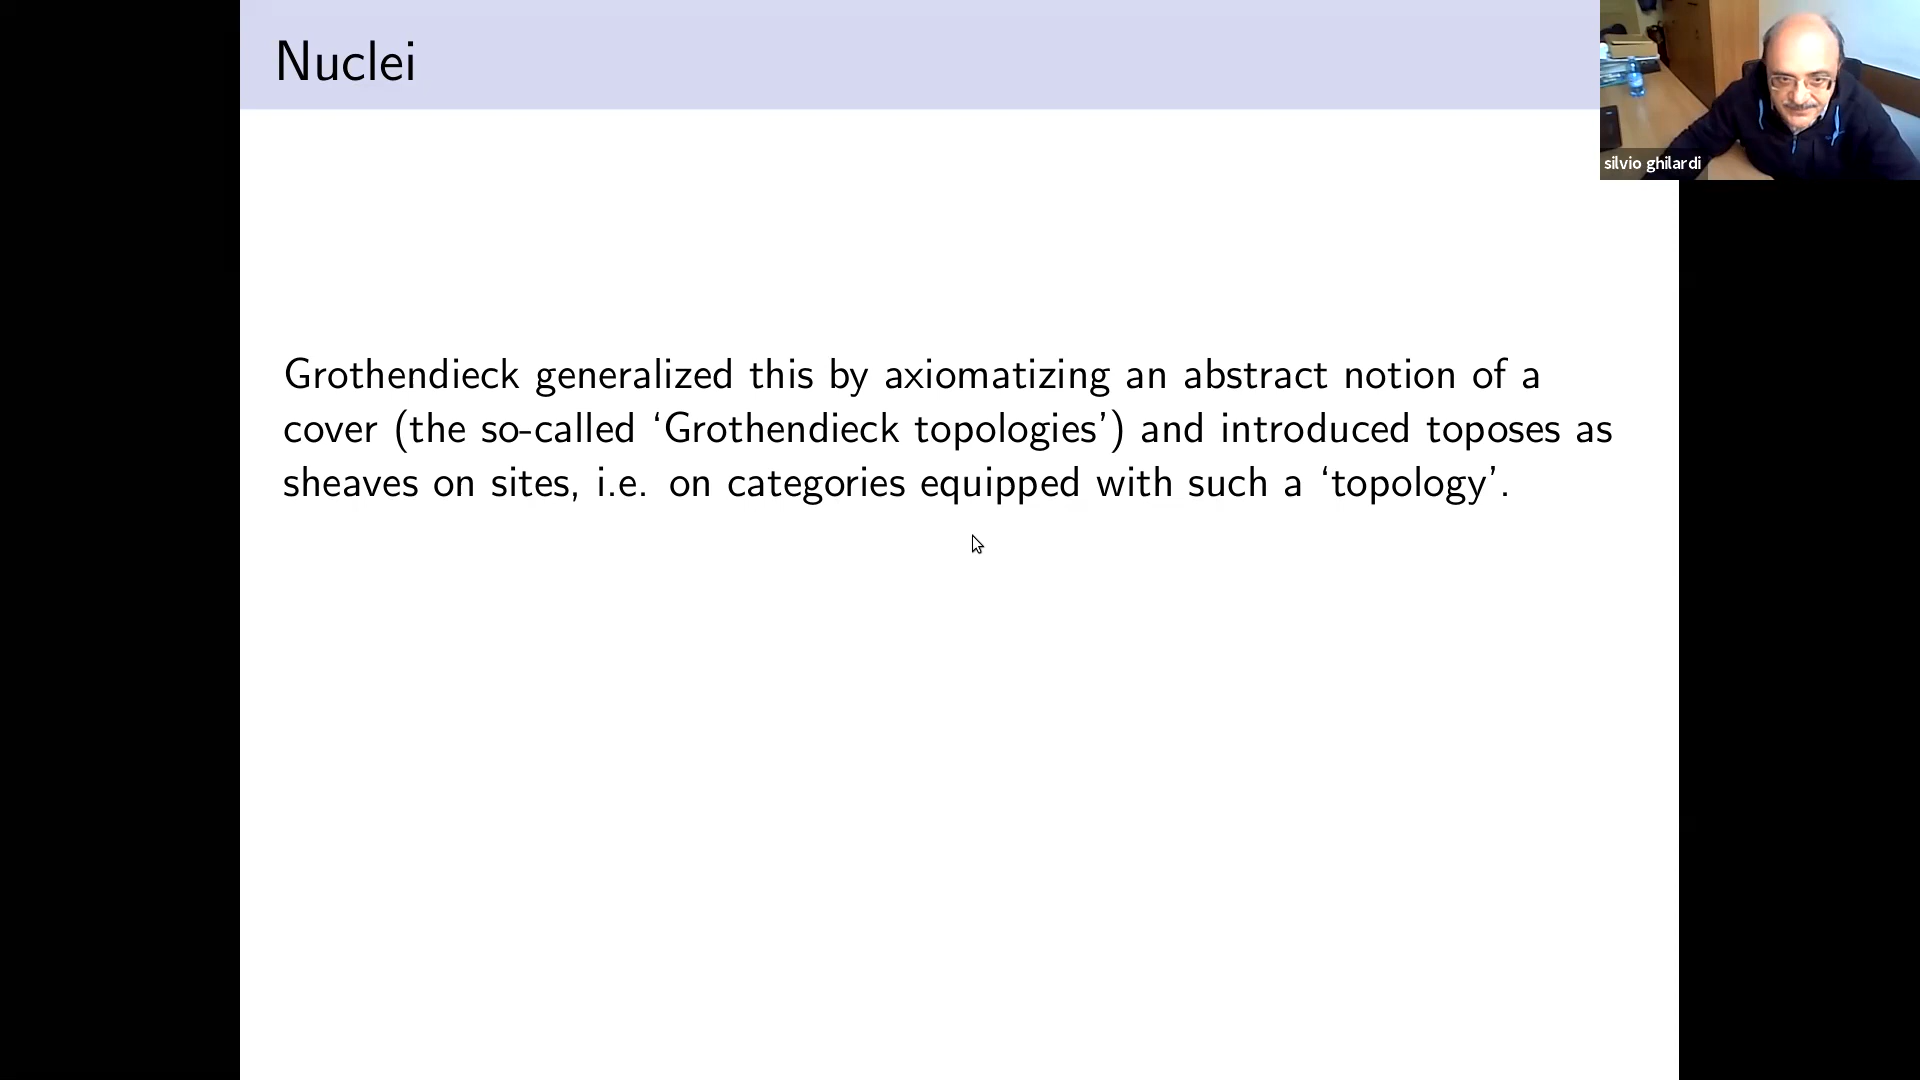 Nuclei
silvio ghilardi
Grothendieck generalized this by axiomatizing an abstract notion of a
cover (the so-called ‘Grothendieck topologies’) and introduced toposes as
sheaves on sites, i.e. on categories equipped with such a ‘topology’.